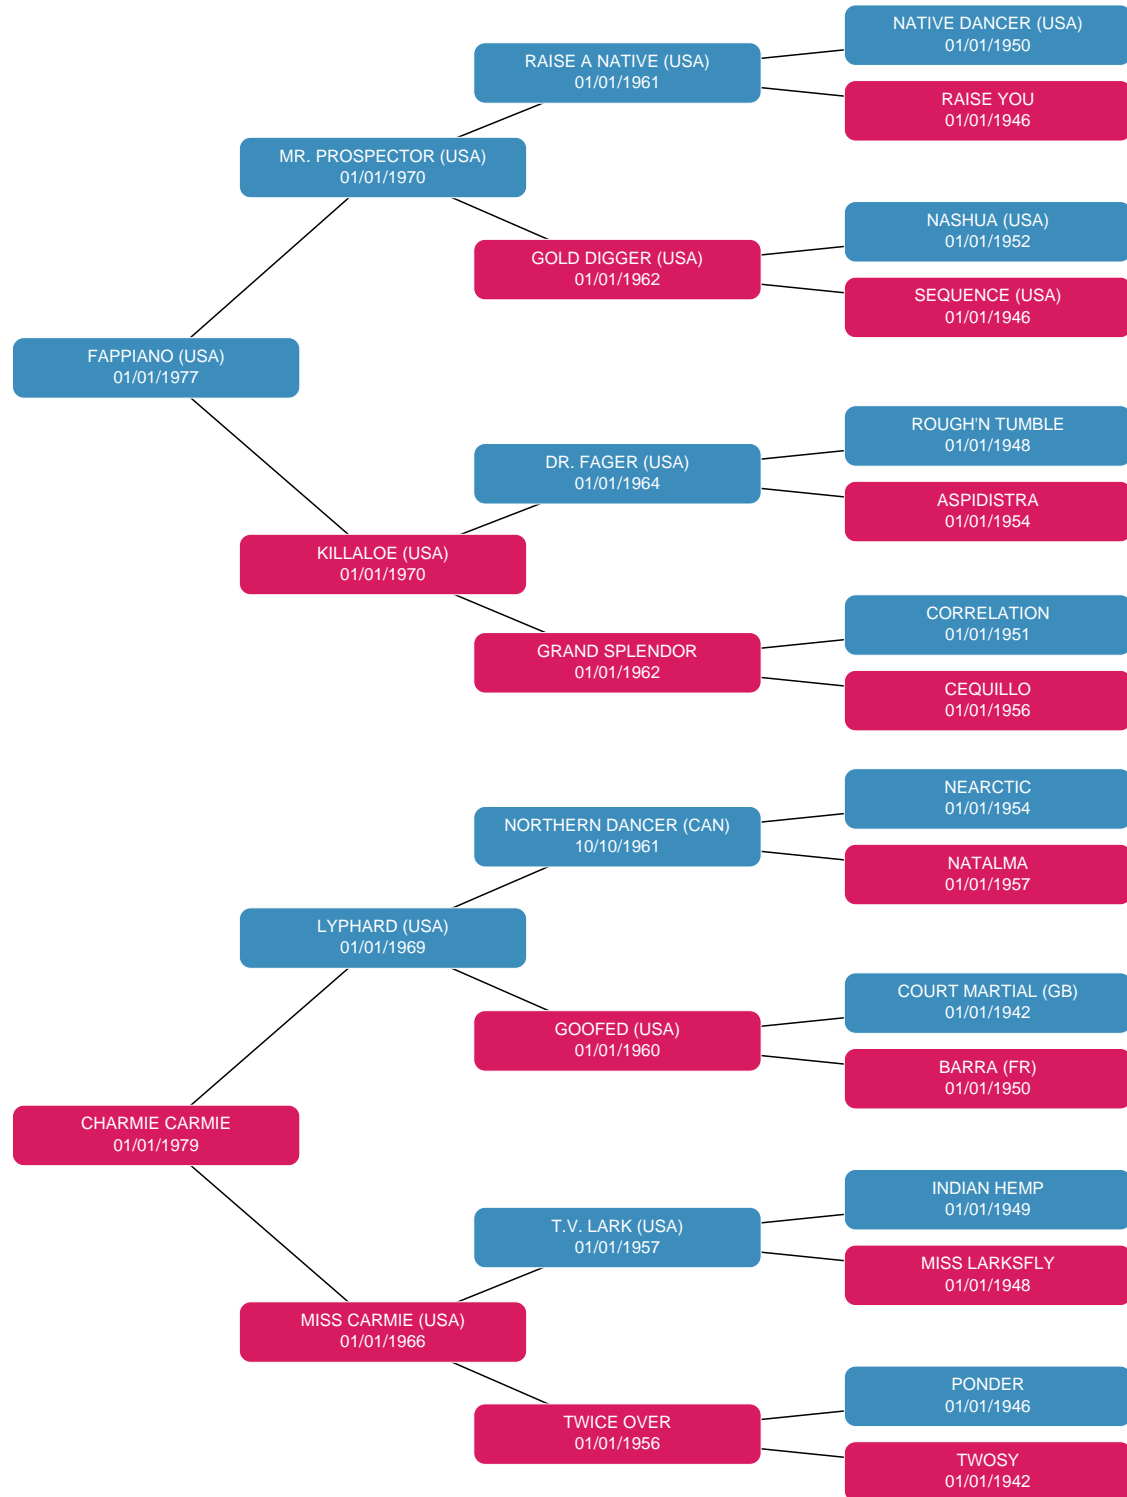 NATIVE DANCER (USA)
01/01/1950
RAISE A NATIVE (USA)
01/01/1961
RAISE YOU
01/01/1946
MR. PROSPECTOR (USA)
01/01/1970
NASHUA (USA)
01/01/1952
GOLD DIGGER (USA)
01/01/1962
SEQUENCE (USA)
01/01/1946
FAPPIANO (USA)
01/01/1977
ROUGH'N TUMBLE
01/01/1948
DR. FAGER (USA)
01/01/1964
ASPIDISTRA
01/01/1954
KILLALOE (USA)
01/01/1970
CORRELATION
01/01/1951
GRAND SPLENDOR
01/01/1962
CEQUILLO
01/01/1956
NEARCTIC
01/01/1954
NORTHERN DANCER (CAN)
10/10/1961
NATALMA
01/01/1957
LYPHARD (USA)
01/01/1969
COURT MARTIAL (GB)
01/01/1942
GOOFED (USA)
01/01/1960
BARRA (FR)
01/01/1950
CHARMIE CARMIE
01/01/1979
INDIAN HEMP
01/01/1949
T.V. LARK (USA)
01/01/1957
MISS LARKSFLY
01/01/1948
MISS CARMIE (USA)
01/01/1966
PONDER
01/01/1946
TWICE OVER
01/01/1956
TWOSY
01/01/1942